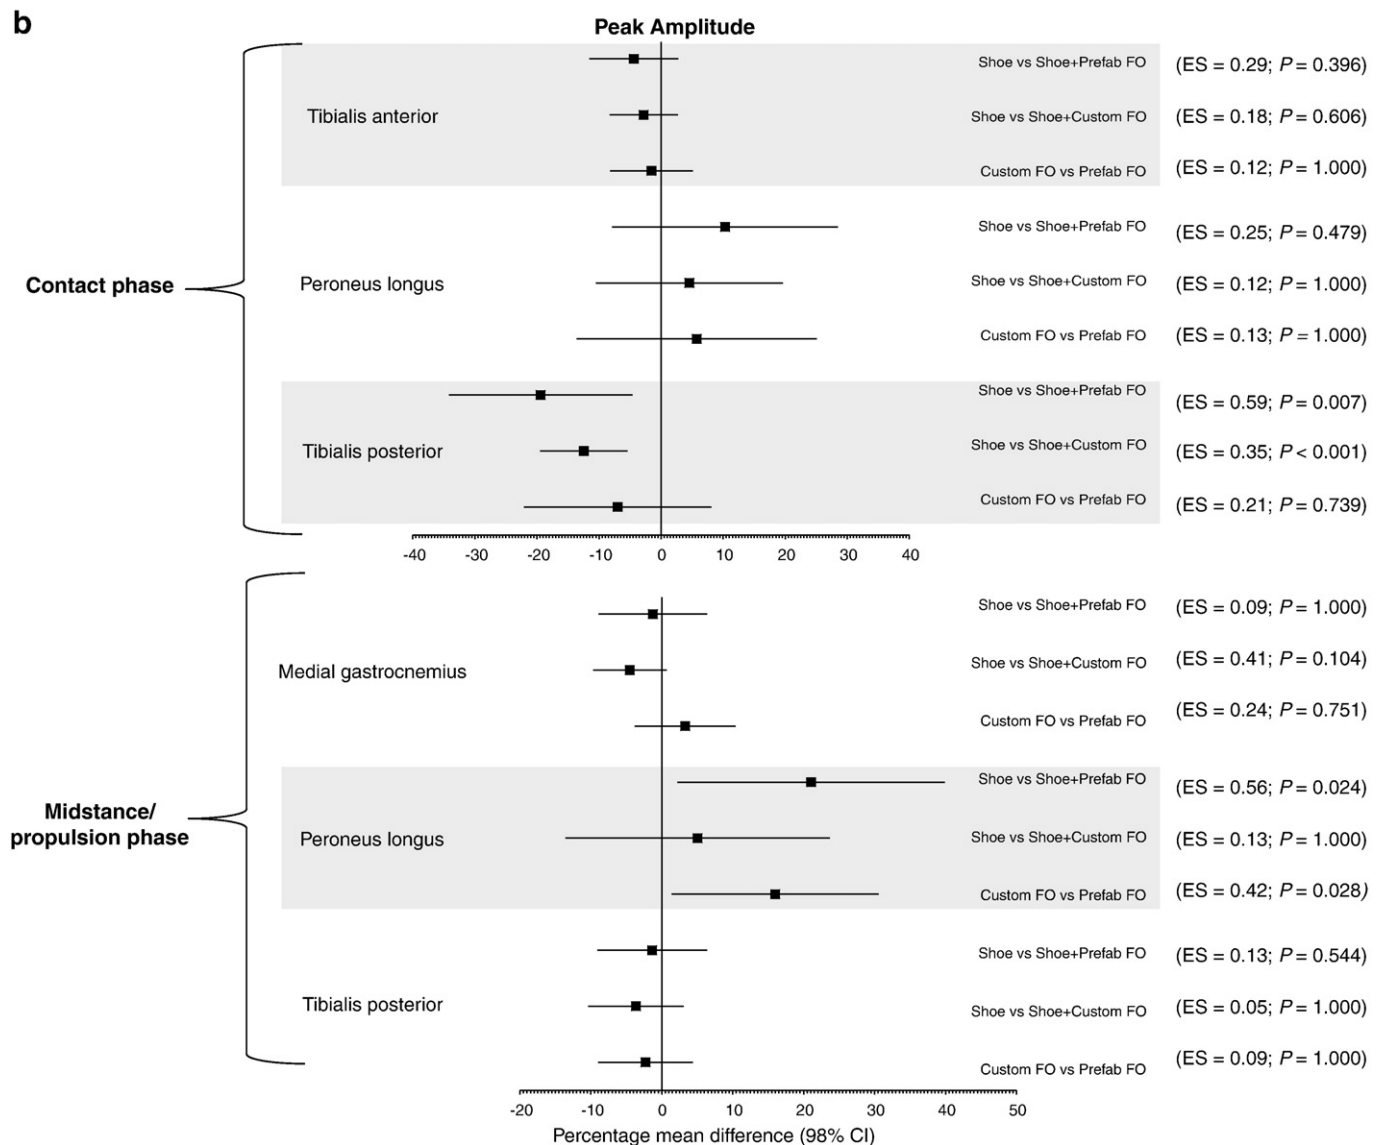 b
Peak Amplitude
Shoe vs Shoe+Prefab FO (ES = 0.29; P = 0.396)
Tibialis anterior Shoe vs Shoe+Custom FO (ES = 0.18; P = 0.606)
Custom FO vs Prefab FO (ES = 0.12; P = 1.000)
Shoe vs Shoe+Prefab FO (ES = 0.25; P = 0.479)
Contact phase Peroneus longus Shoe vs Shoe+Custom FO (ES = 0.12; P = 1.000)
Custom FO vs Prefab FO (ES = 0.13; P = 1.000)
Shoe vs Shoe+Prefab FO (ES = 0.59; P = 0.007)
Tibialis posterior Shoe vs Shoe+Custom FO (ES = 0.35; P < 0.001)
Custom FO vs Prefab FO (ES = 0.21; P = 0.739)
-40 -30 -20 -10 0 10 20 30 40
Shoe vs Shoe+Prefab FO (ES = 0.09; P = 1.000)
Medial gastrocnemius Shoe vs Shoe+Custom FO (ES = 0.41; P = 0.104)
Custom FO vs Prefab FO (ES = 0.24; P = 0.751)
Shoe vs Shoe+Prefab FO (ES = 0.56; P = 0.024)
Midstance/
propulsion phase Peroneus longus Shoe vs Shoe+Custom FO (ES = 0.13; P = 1.000)
Custom FO vs Prefab FO (ES = 0.42; P = 0.028)
Shoe vs Shoe+Prefab FO (ES = 0.13; P = 0.544)
Tibialis posterior Shoe vs Shoe+Custom FO (ES = 0.05; P = 1.000)
Custom FO vs Prefab FO (ES = 0.09; P = 1.000)
-20 -10 0 10 20 30 40 50
Percentage mean difference (98% CI)